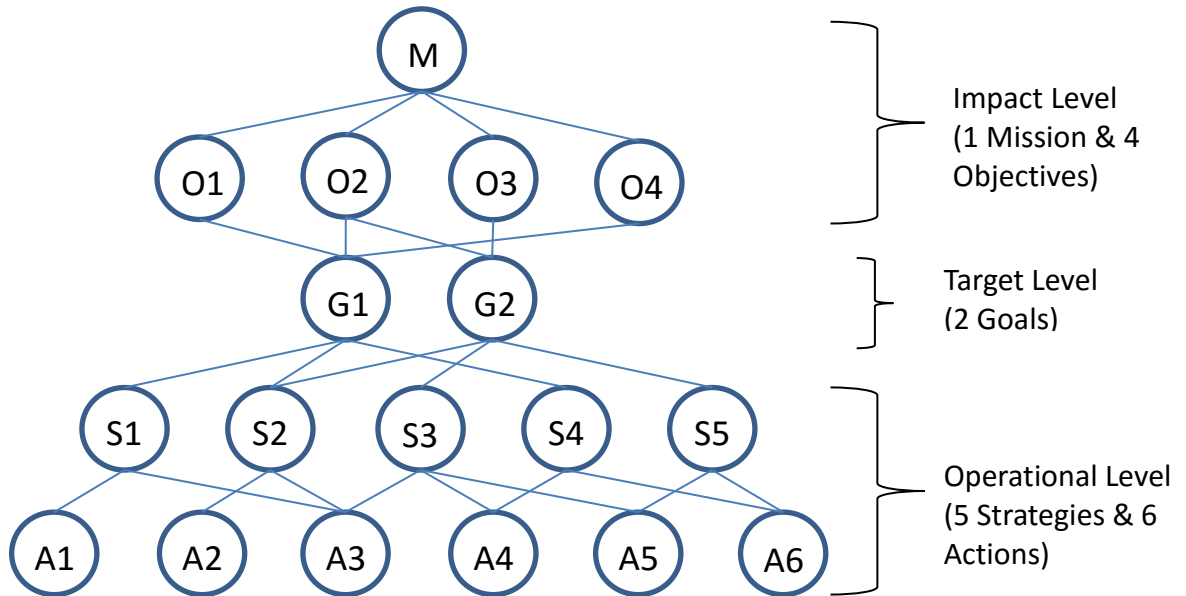 M
Impact Level
(1 Mission & 4
Objectives)
O1
O2
O3
O4
Target Level
(2 Goals)
G1
G2
S1
S2
S3
S4
S5
Operational Level
(5 Strategies & 6
Actions)
A1
A2
A3
A4
A5
A6